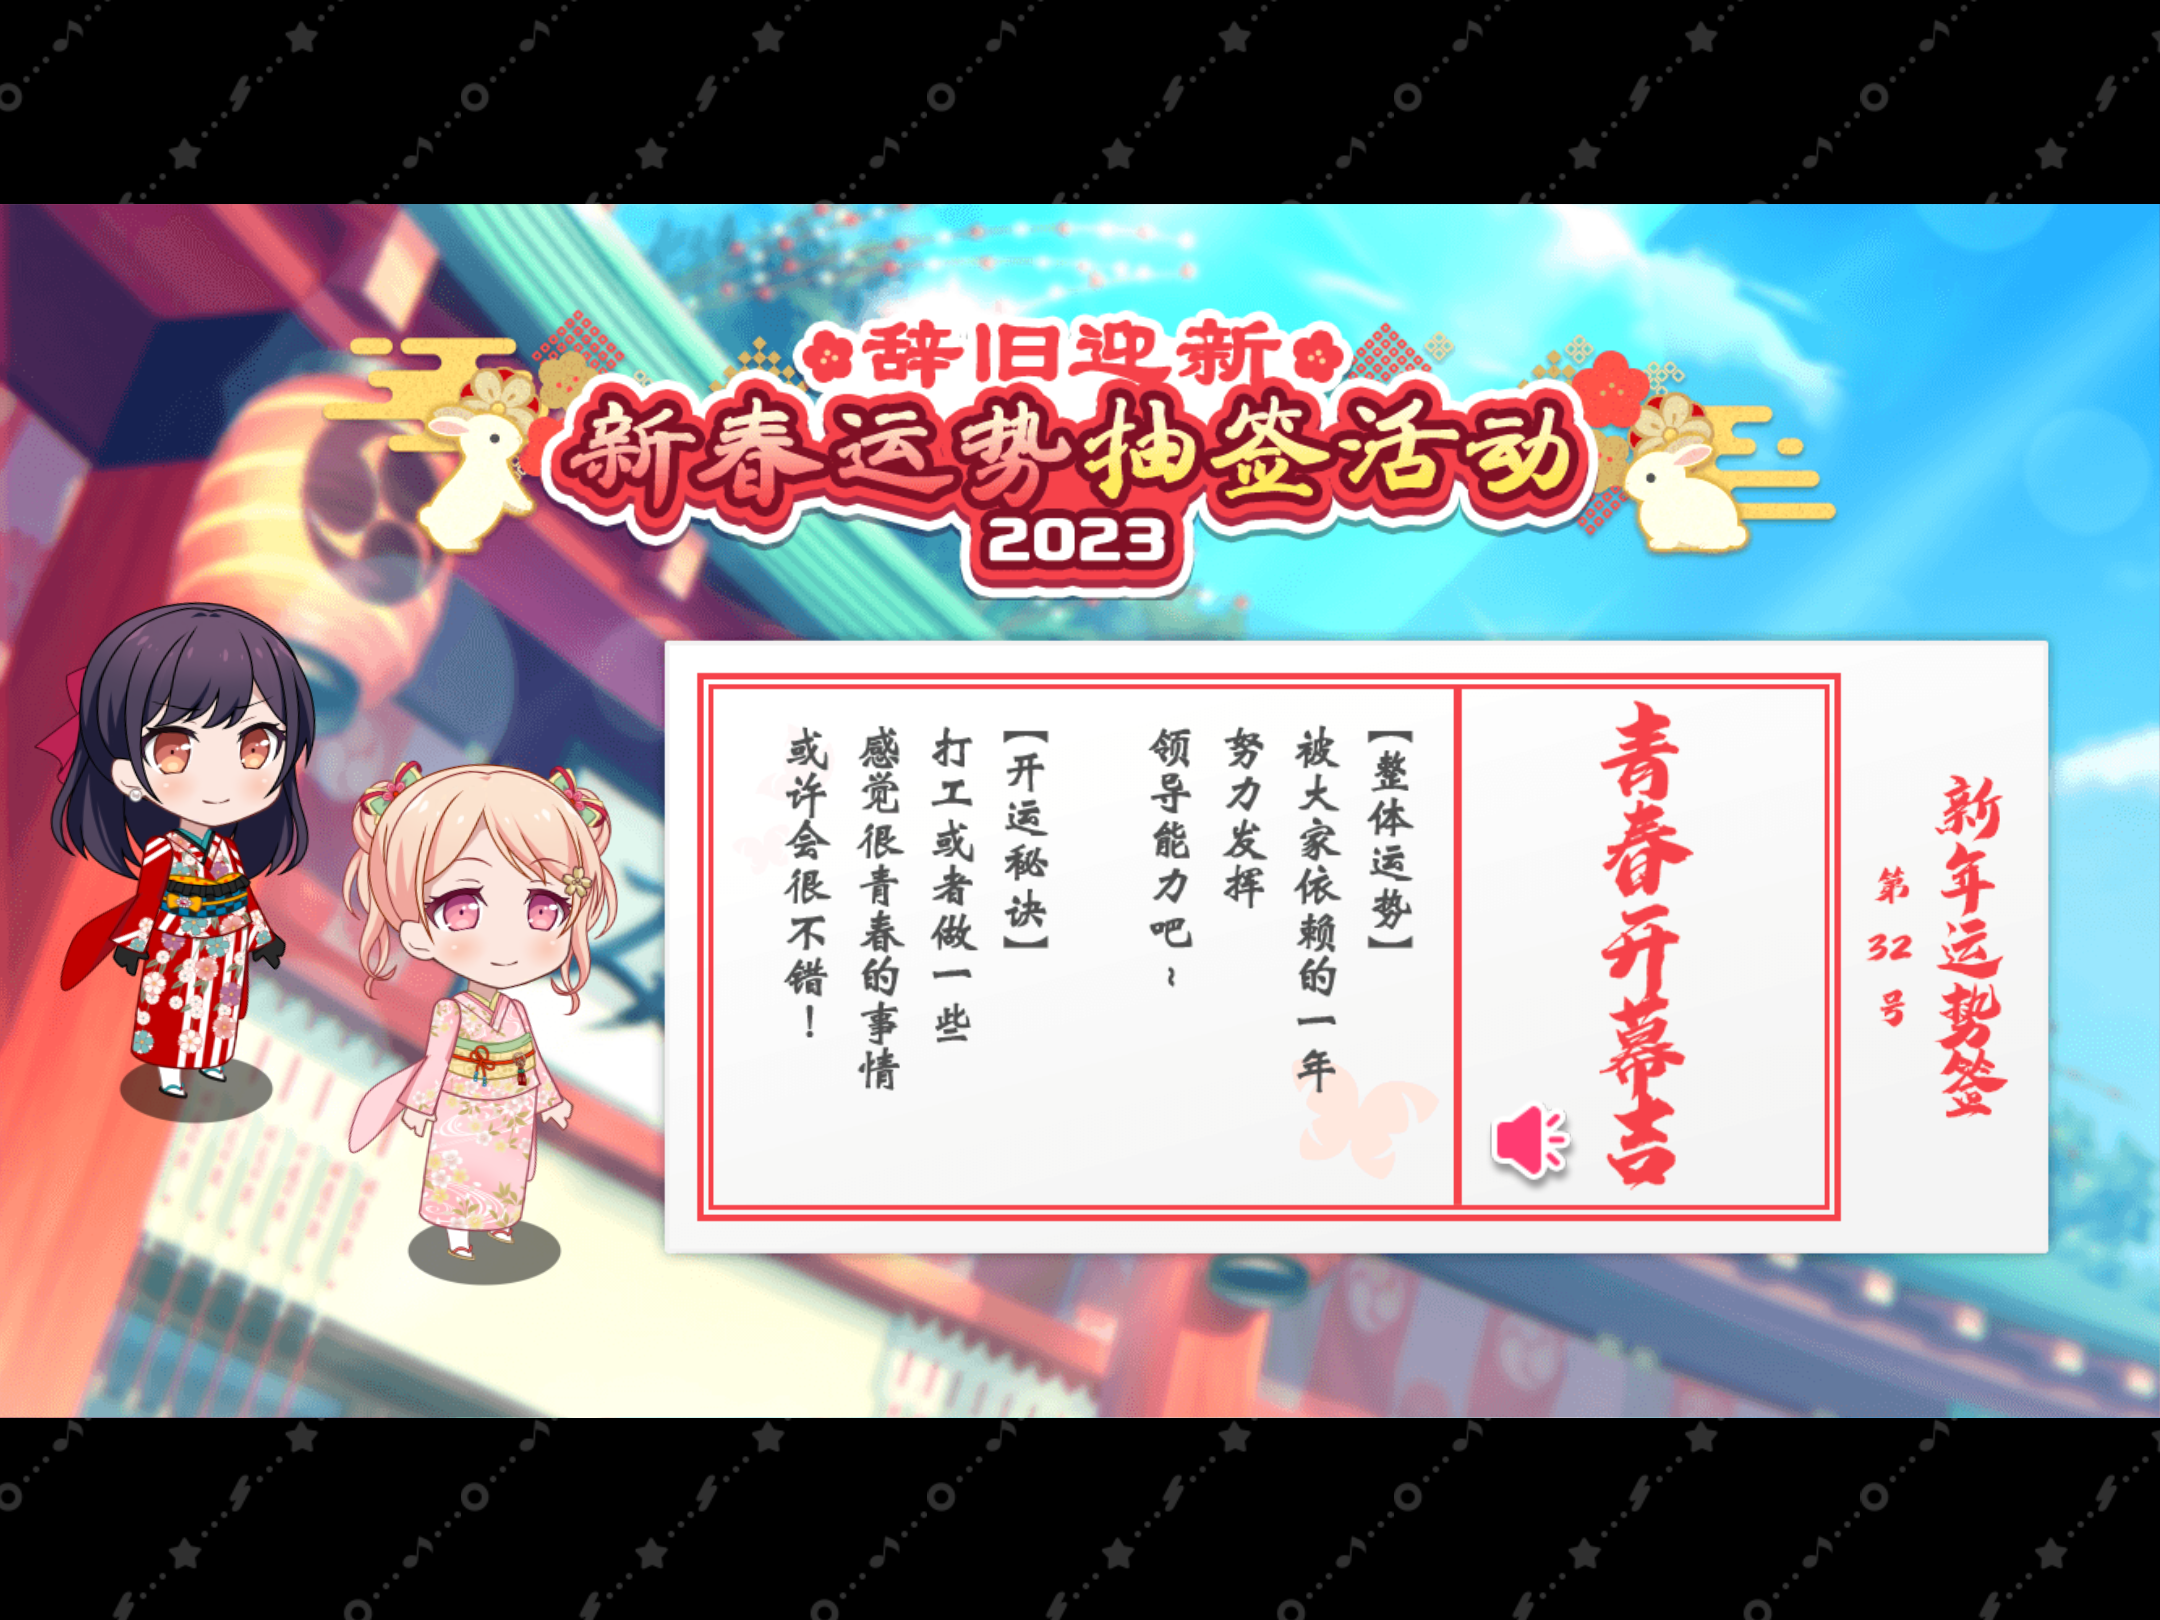 辞旧迎新
新春运势抽签活动
2023
新年运势签
第32号
青春开幕吉
【整体运势】
被大家依赖的一年
努力发挥
领导能力吧~
【开运秘诀】
打工或者做一些
感觉很青春的事情
或许会很不错！